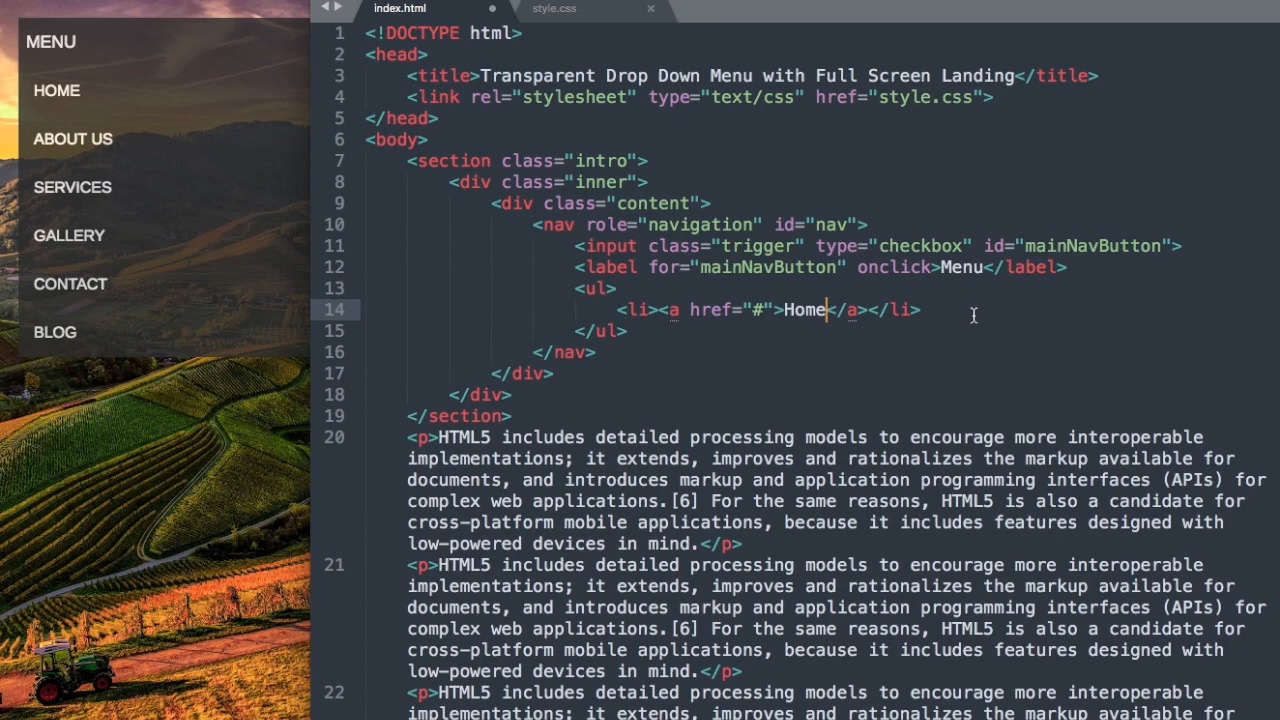 MENU
HOME
ABOUT US
SERVICES
GALLERY
CONTACT
BLOG
index.html
style.css
1 <!DOCTYPE html>
2 <head>
3 <title>Transparent Drop Down Menu with Full Screen Landing</title>
4 <link rel="stylesheet" type="text/css" href="style.css">
5 </head>
6 <body>
7 <section class="intro">
8 <div class="inner">
9 <div class="content">
10 <nav role="navigation" id="nav">
11 <input class="trigger" type="checkbox" id="mainNavButton">
12 <label for="mainNavButton" onclick>Menu</label>
13 <ul>
14 <li><a href="#">Home</a></li>
15 </ul>
16 </nav>
17 </div>
18 </div>
19 </section>
20 <p>HTML5 includes detailed processing models to encourage more interoperable
implementations; it extends, improves and rationalizes the markup available for
documents, and introduces markup and application programming interfaces (APIs) for
complex web applications.[6] For the same reasons, HTML5 is also a candidate for
cross-platform mobile applications, because it includes features designed with
low-powered devices in mind.</p>
21 <p>HTML5 includes detailed processing models to encourage more interoperable
implementations; it extends, improves and rationalizes the markup available for
documents, and introduces markup and application programming interfaces (APIs) for
complex web applications.[6] For the same reasons, HTML5 is also a candidate for
cross-platform mobile applications, because it includes features designed with
low-powered devices in mind.</p>
22 <p>HTML5 includes detailed processing models to encourage more interoperable
implementations; it extends, improves and rationalizes the markup available for